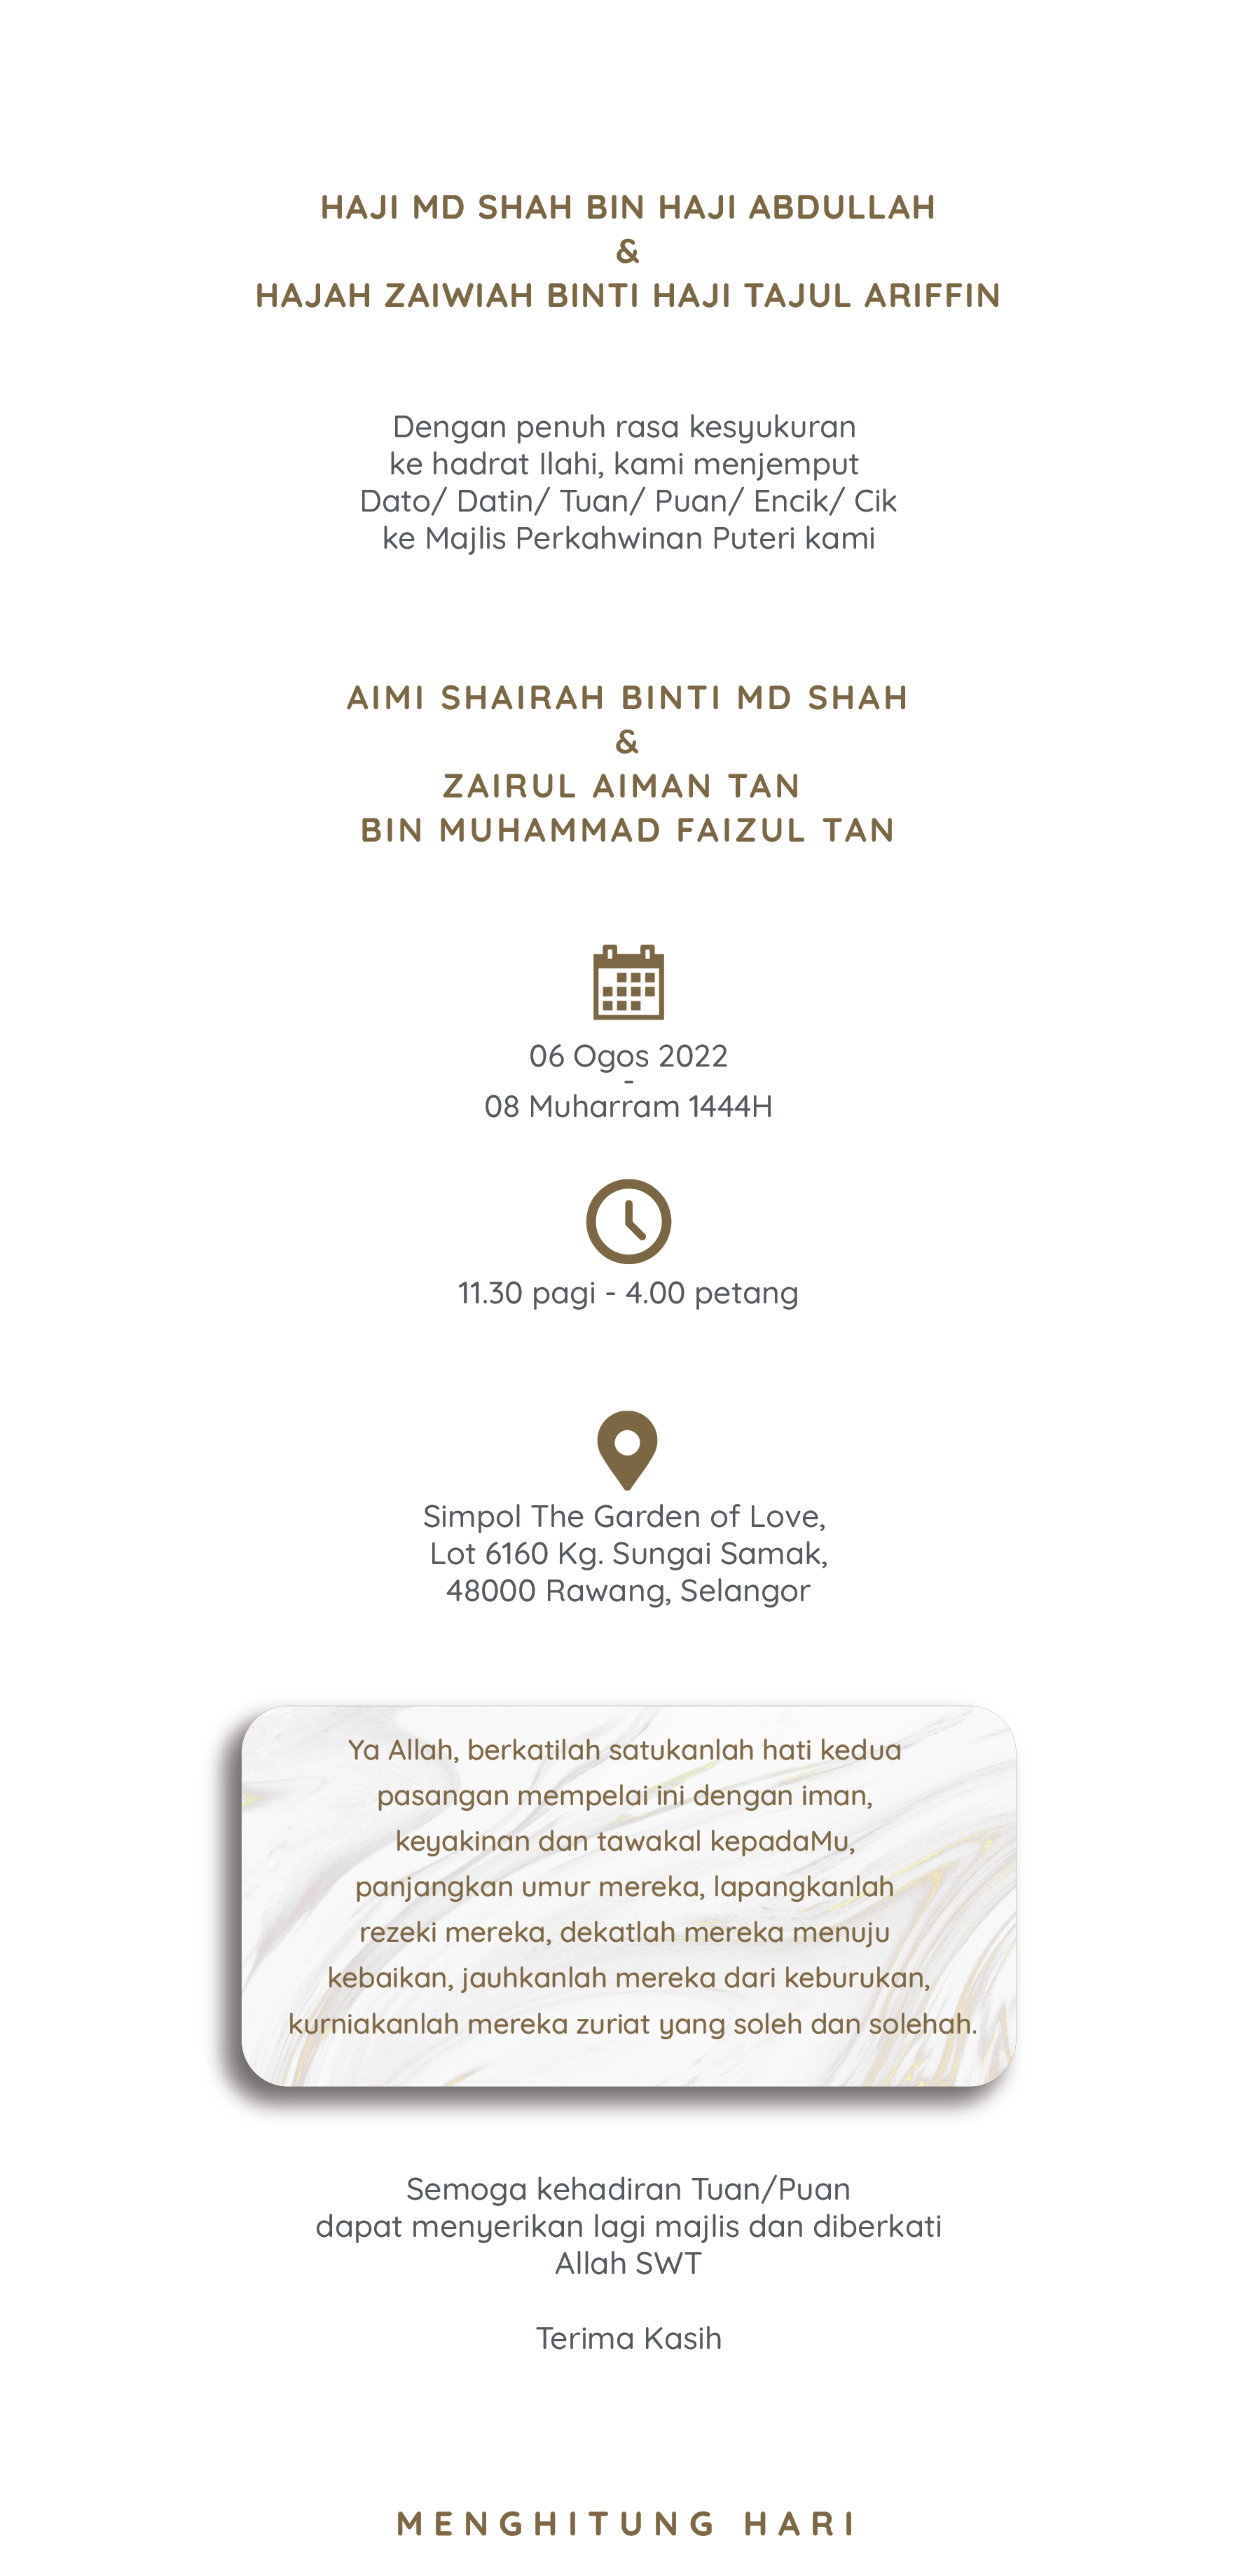 HAJI MD SHAH BIN HAJI ABDULLAH
&
HAJAH ZAIWIAH BINTI HAJI TAJUL ARIFFIN
Dengan penuh rasa kesyukuran
ke hadrat Ilahi, kami menjemput
Dato/ Datin/ Tuan/ Puan/ Encik/ Cik
ke Majlis Perkahwinan Puteri kami
AIMI SHAIRAH BINTI MD SHAH
&
ZAIRUL AIMAN TAN
BIN MUHAMMAD FAIZUL TAN
06 Ogos 2022
-
08 Muharram 1444H
11.30 pagi - 4.00 petang
Simpol The Garden of Love,
Lot 6160 Kg. Sungai Samak,
48000 Rawang, Selangor
Ya Allah, berkatilah satukanlah hati kedua
pasangan mempelai ini dengan iman,
keyakinan dan tawakal kepadaMu,
panjangkan umur mereka, lapangkanlah
rezeki mereka, dekatlah mereka menuju
kebaikan, jauhkanlah mereka dari keburukan,
kurniakanlah mereka zuriat yang soleh dan solehah.
Semoga kehadiran Tuan/Puan
dapat menyerikan lagi majlis dan diberkati
Allah SWT
Terima Kasih
MENGHITUNG HARI